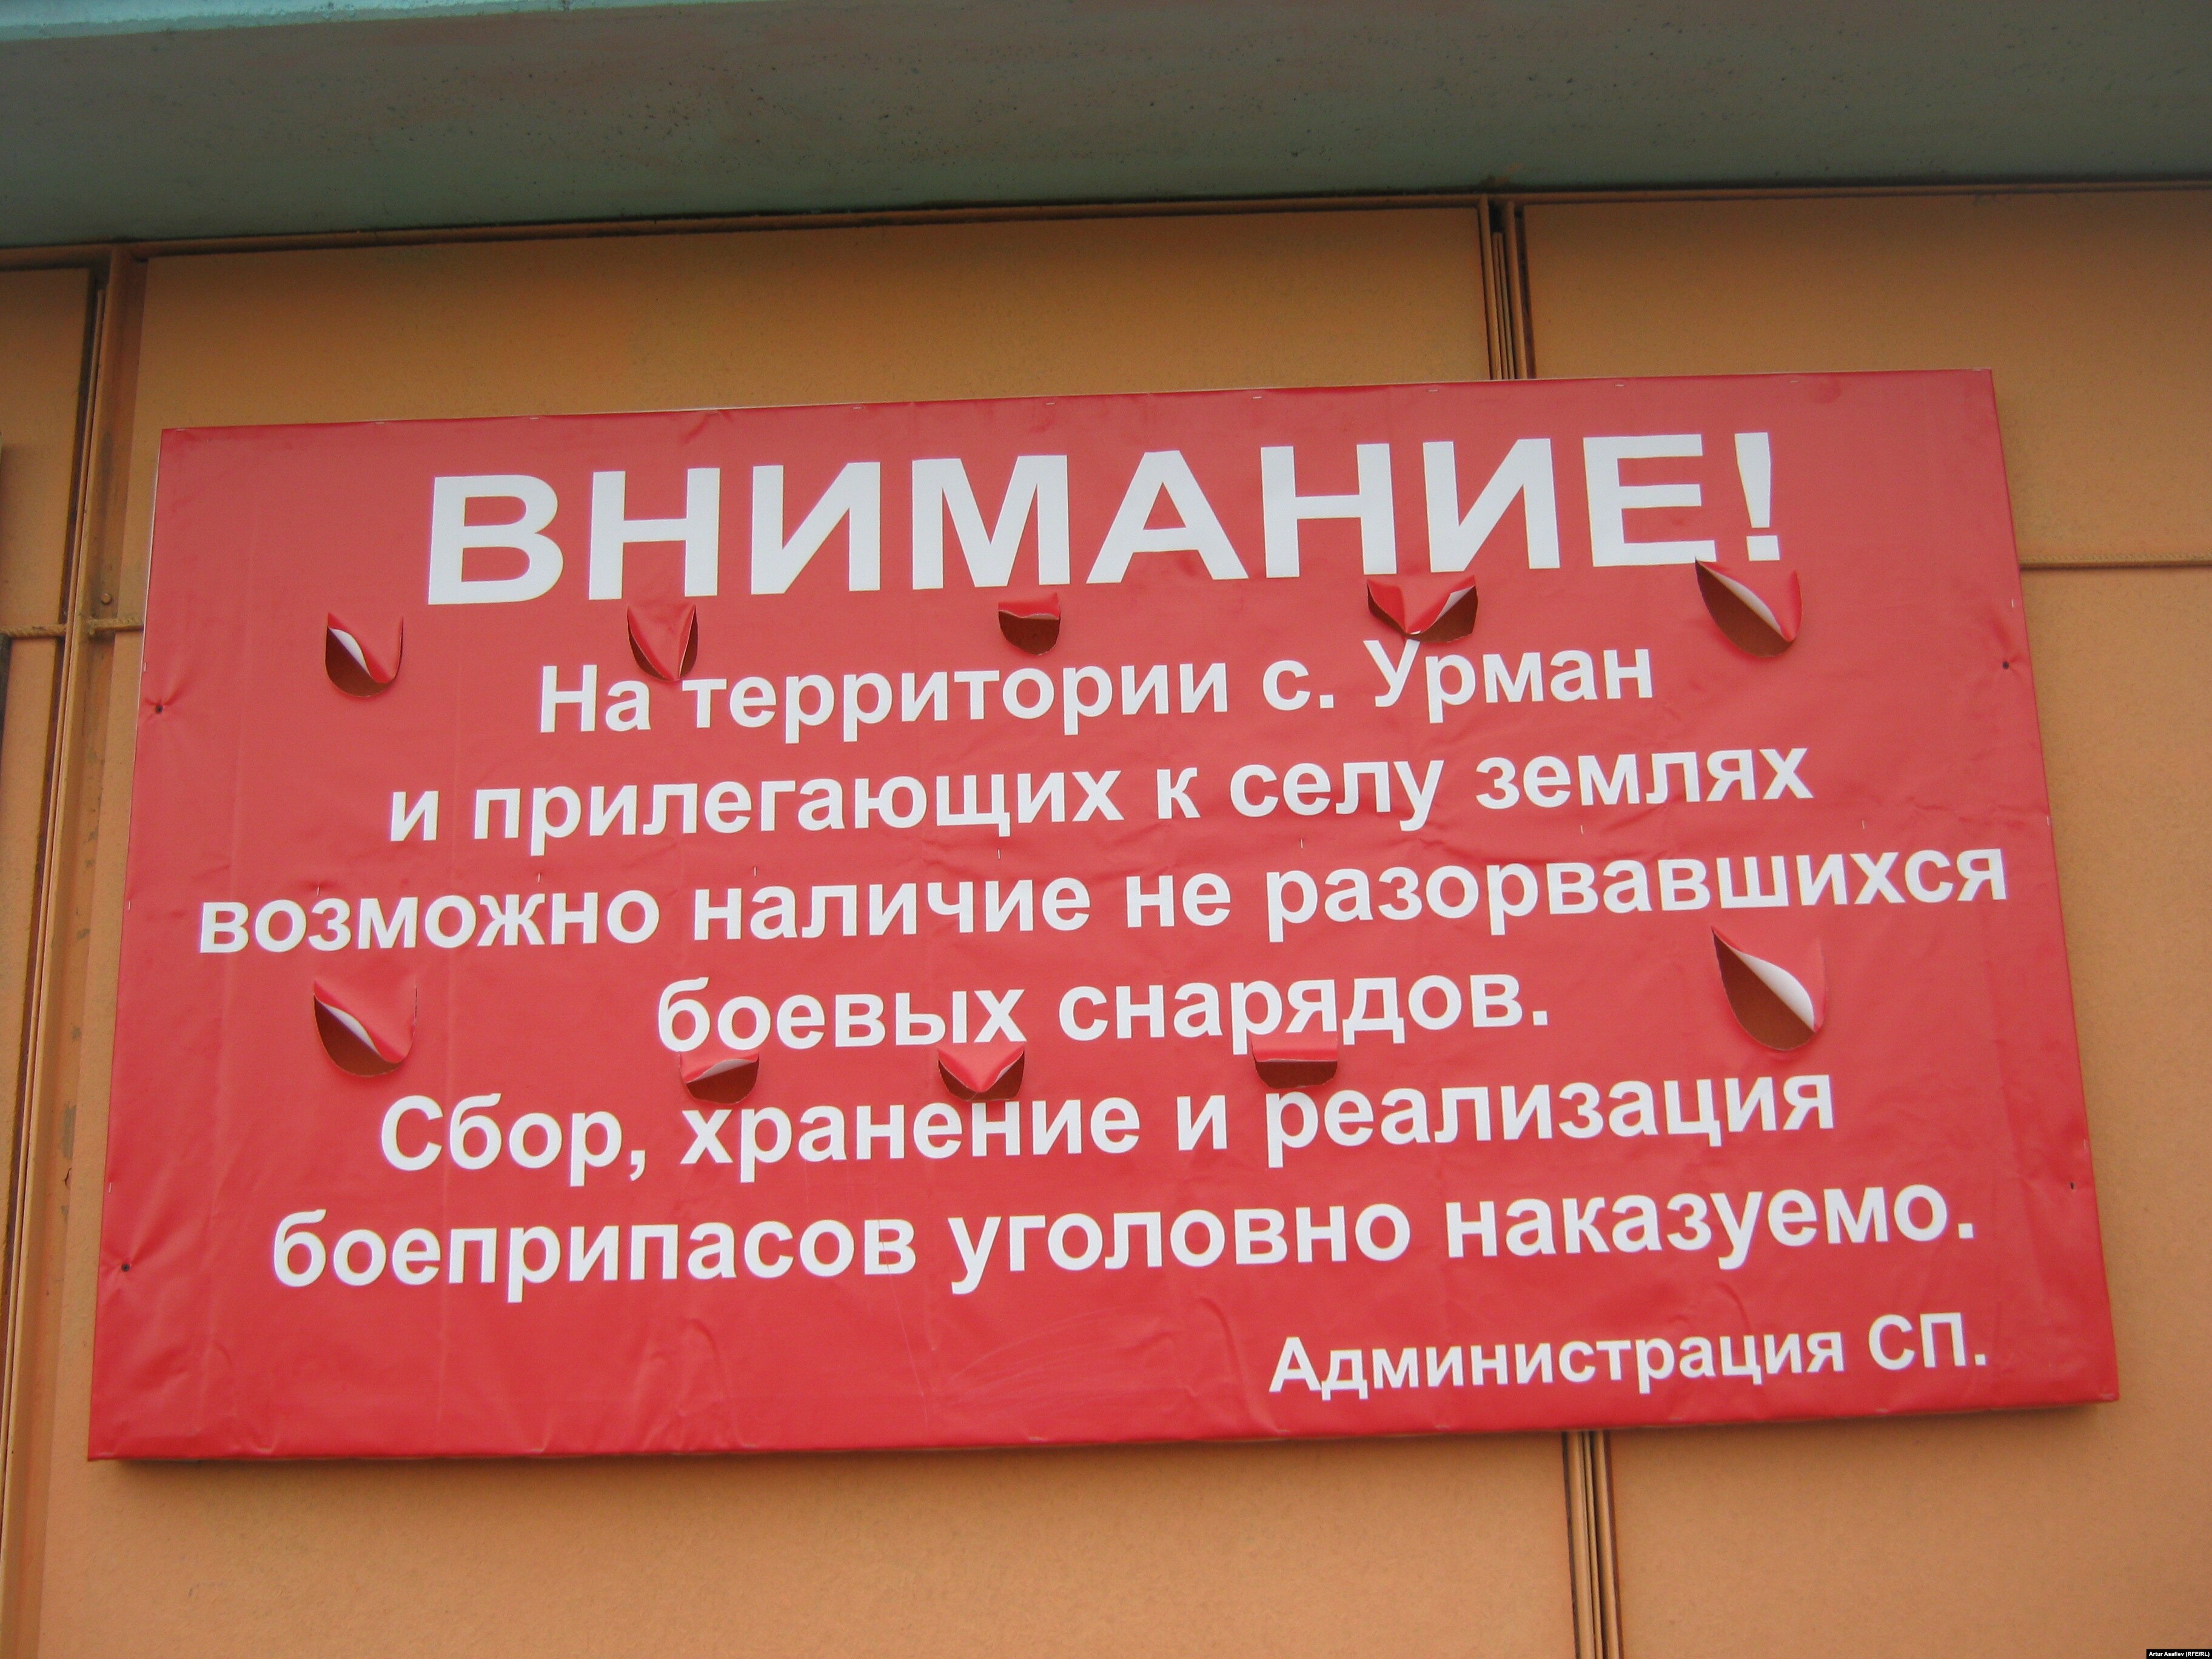 ВНИМАНИЕ!
На территории с. Урман
и прилегающих к селу землях
возможно наличие не разорвавшихся
боевых снарядов.
Сбор, хранение и реализация
боеприпасов уголовно наказуемо.
Администрация СП.
Artur Asafiev (RFE/RL)